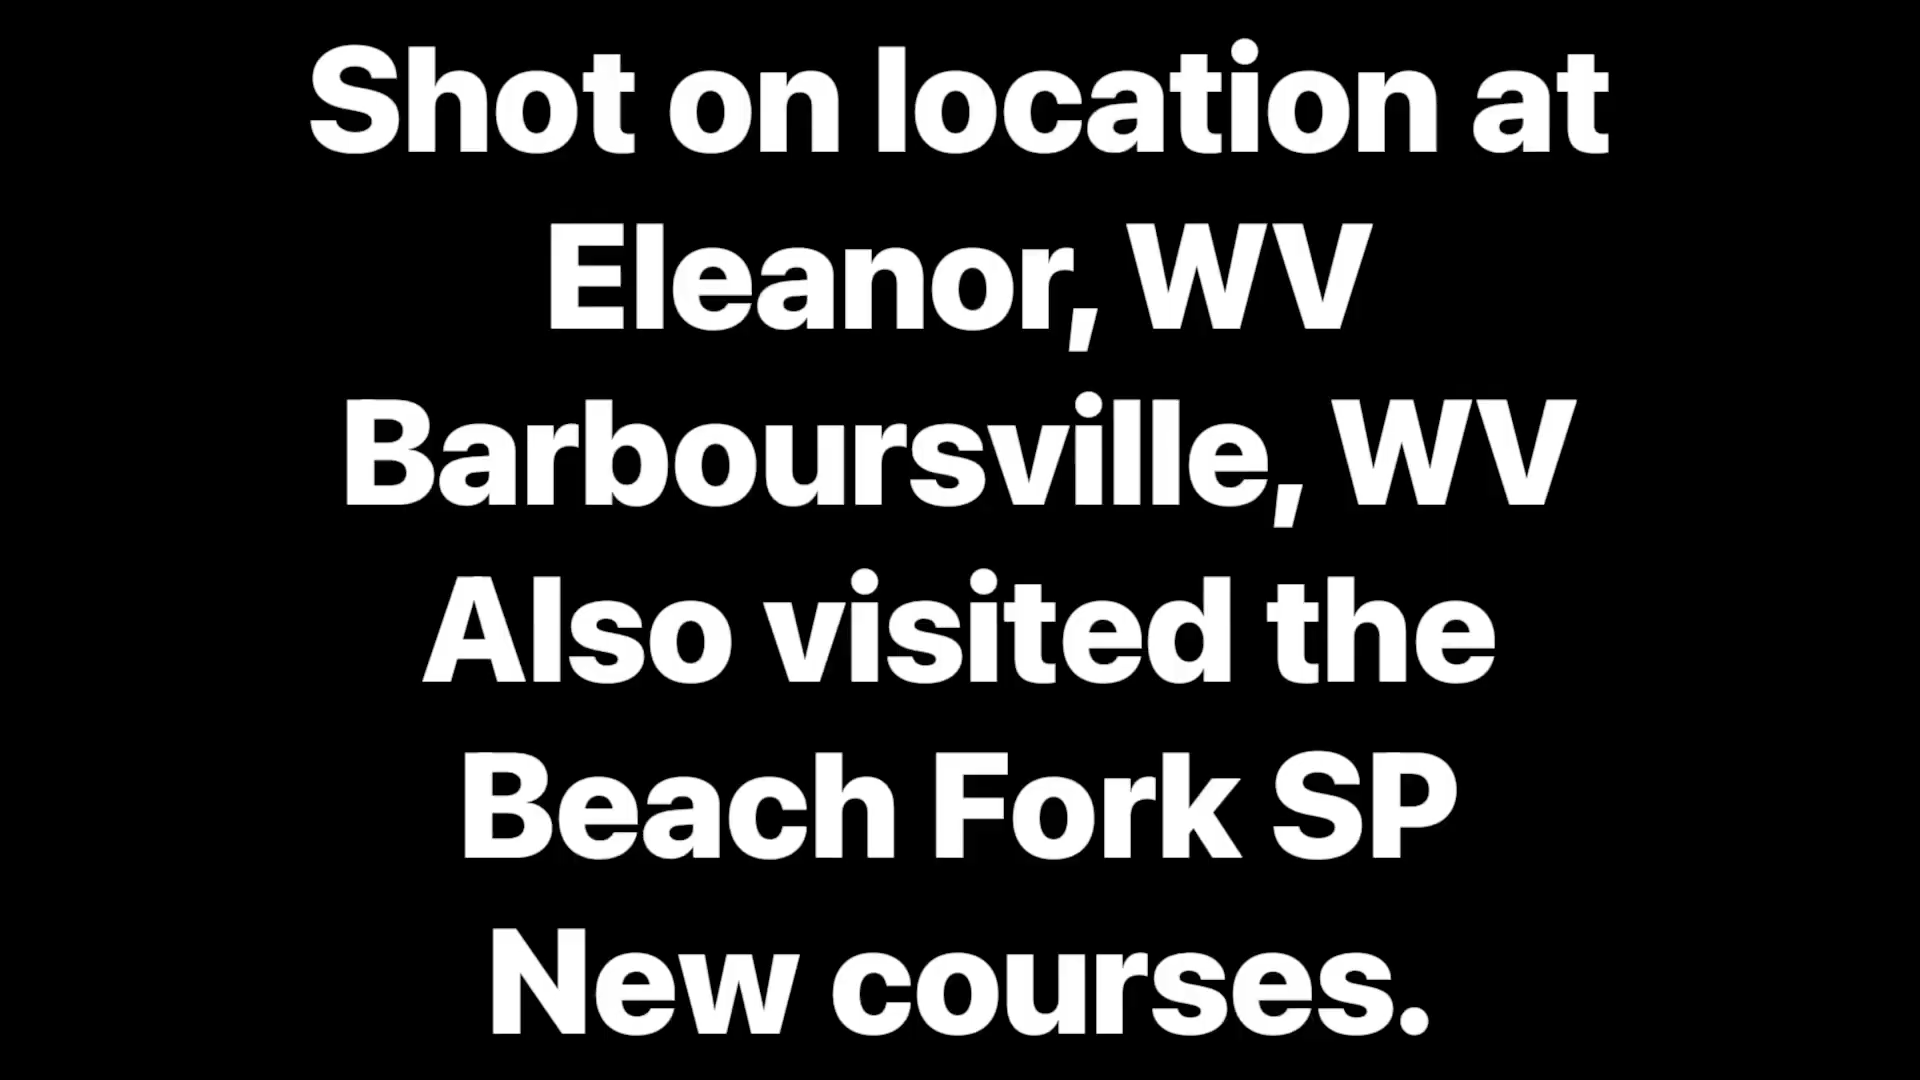 Shot on location at
Eleanor, WV
Barboursville, WV
Also visited the
Beach Fork SP
New courses.